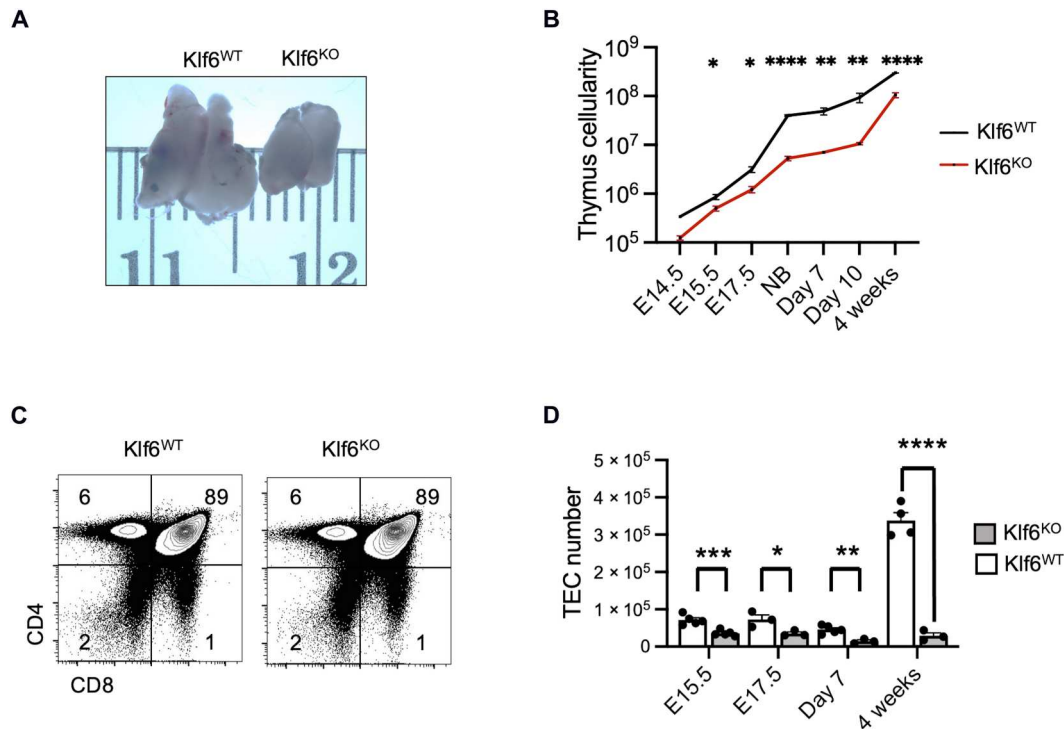 A
Klf6WT Klf6KO
11 12
B
Thymus cellularity
10⁹
10⁸
10⁷
10⁶
10⁵
* * **** ** ** ****
E14.5
E15.5
E17.5
NB
Day 7
Day 10
4 weeks
Klf6WT
Klf6KO
C
Klf6WT Klf6KO
6 89 6 89
2 1 2 1
CD4
CD8
D
TEC number
5 × 10⁵
4 × 10⁵
3 × 10⁵
2 × 10⁵
1 × 10⁵
0
*** * ** ****
E15.5
E17.5
Day 7
4 weeks
Klf6KO
Klf6WT